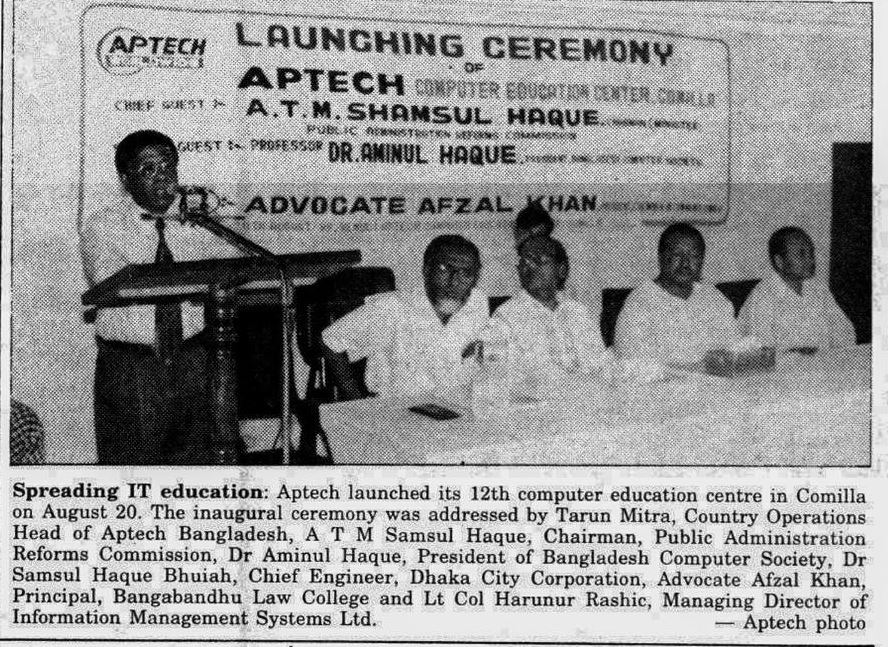 APTECH
WORLDWIDE
LAUNCHING CEREMONY
OF
APTECH COMPUTER EDUCATION CENTER, COMILLA
CHIEF GUEST :- A.T.M. SHAMSUL HAQUE,
PUBLIC ADMINISTRATION REFORMS COMMISSION
GUEST :- PROFESSOR DR. AMINUL HAQUE,
ADVOCATE AFZAL KHAN
Spreading IT education: Aptech launched its 12th computer education centre in Comilla
on August 20. The inaugural ceremony was addressed by Tarun Mitra, Country Operations
Head of Aptech Bangladesh, A T M Samsul Haque, Chairman, Public Administration
Reforms Commission, Dr Aminul Haque, President of Bangladesh Computer Society, Dr
Samsul Haque Bhuiah, Chief Engineer, Dhaka City Corporation, Advocate Afzal Khan,
Principal, Bangabandhu Law College and Lt Col Harunur Rashic, Managing Director of
Information Management Systems Ltd. — Aptech photo